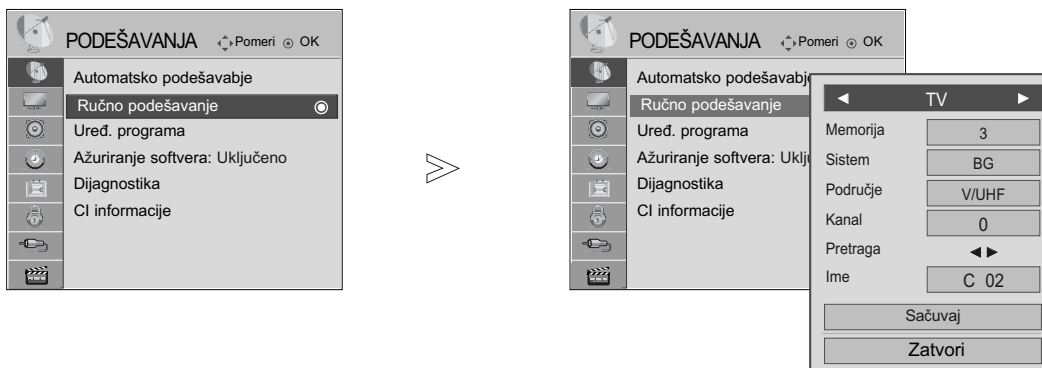 PODEŠAVANJA Pomeri OK
Automatsko podešavabje
Ručno podešavanje
Uređ. programa
Ažuriranje softvera: Uključeno
Dijagnostika
CI informacije
PODEŠAVANJA Pomeri OK
Automatsko podešavabj
Ručno podešavanje
Uređ. programa
Ažuriranje softvera: Uklju
Dijagnostika
CI informacije
◄ TV ►
Memorija 3
Sistem BG
Područje V/UHF
Kanal 0
Pretraga ◄ ►
Ime C 02
Sačuvaj
Zatvori